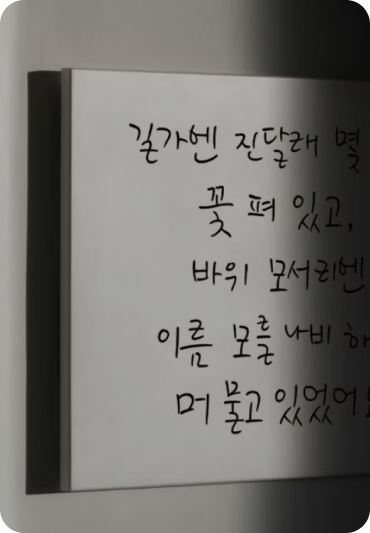 길가엔 진달래 몇
꽃 펴 있고,
바위 모서리엔
이름 모를 나비 하
머물고 있었어